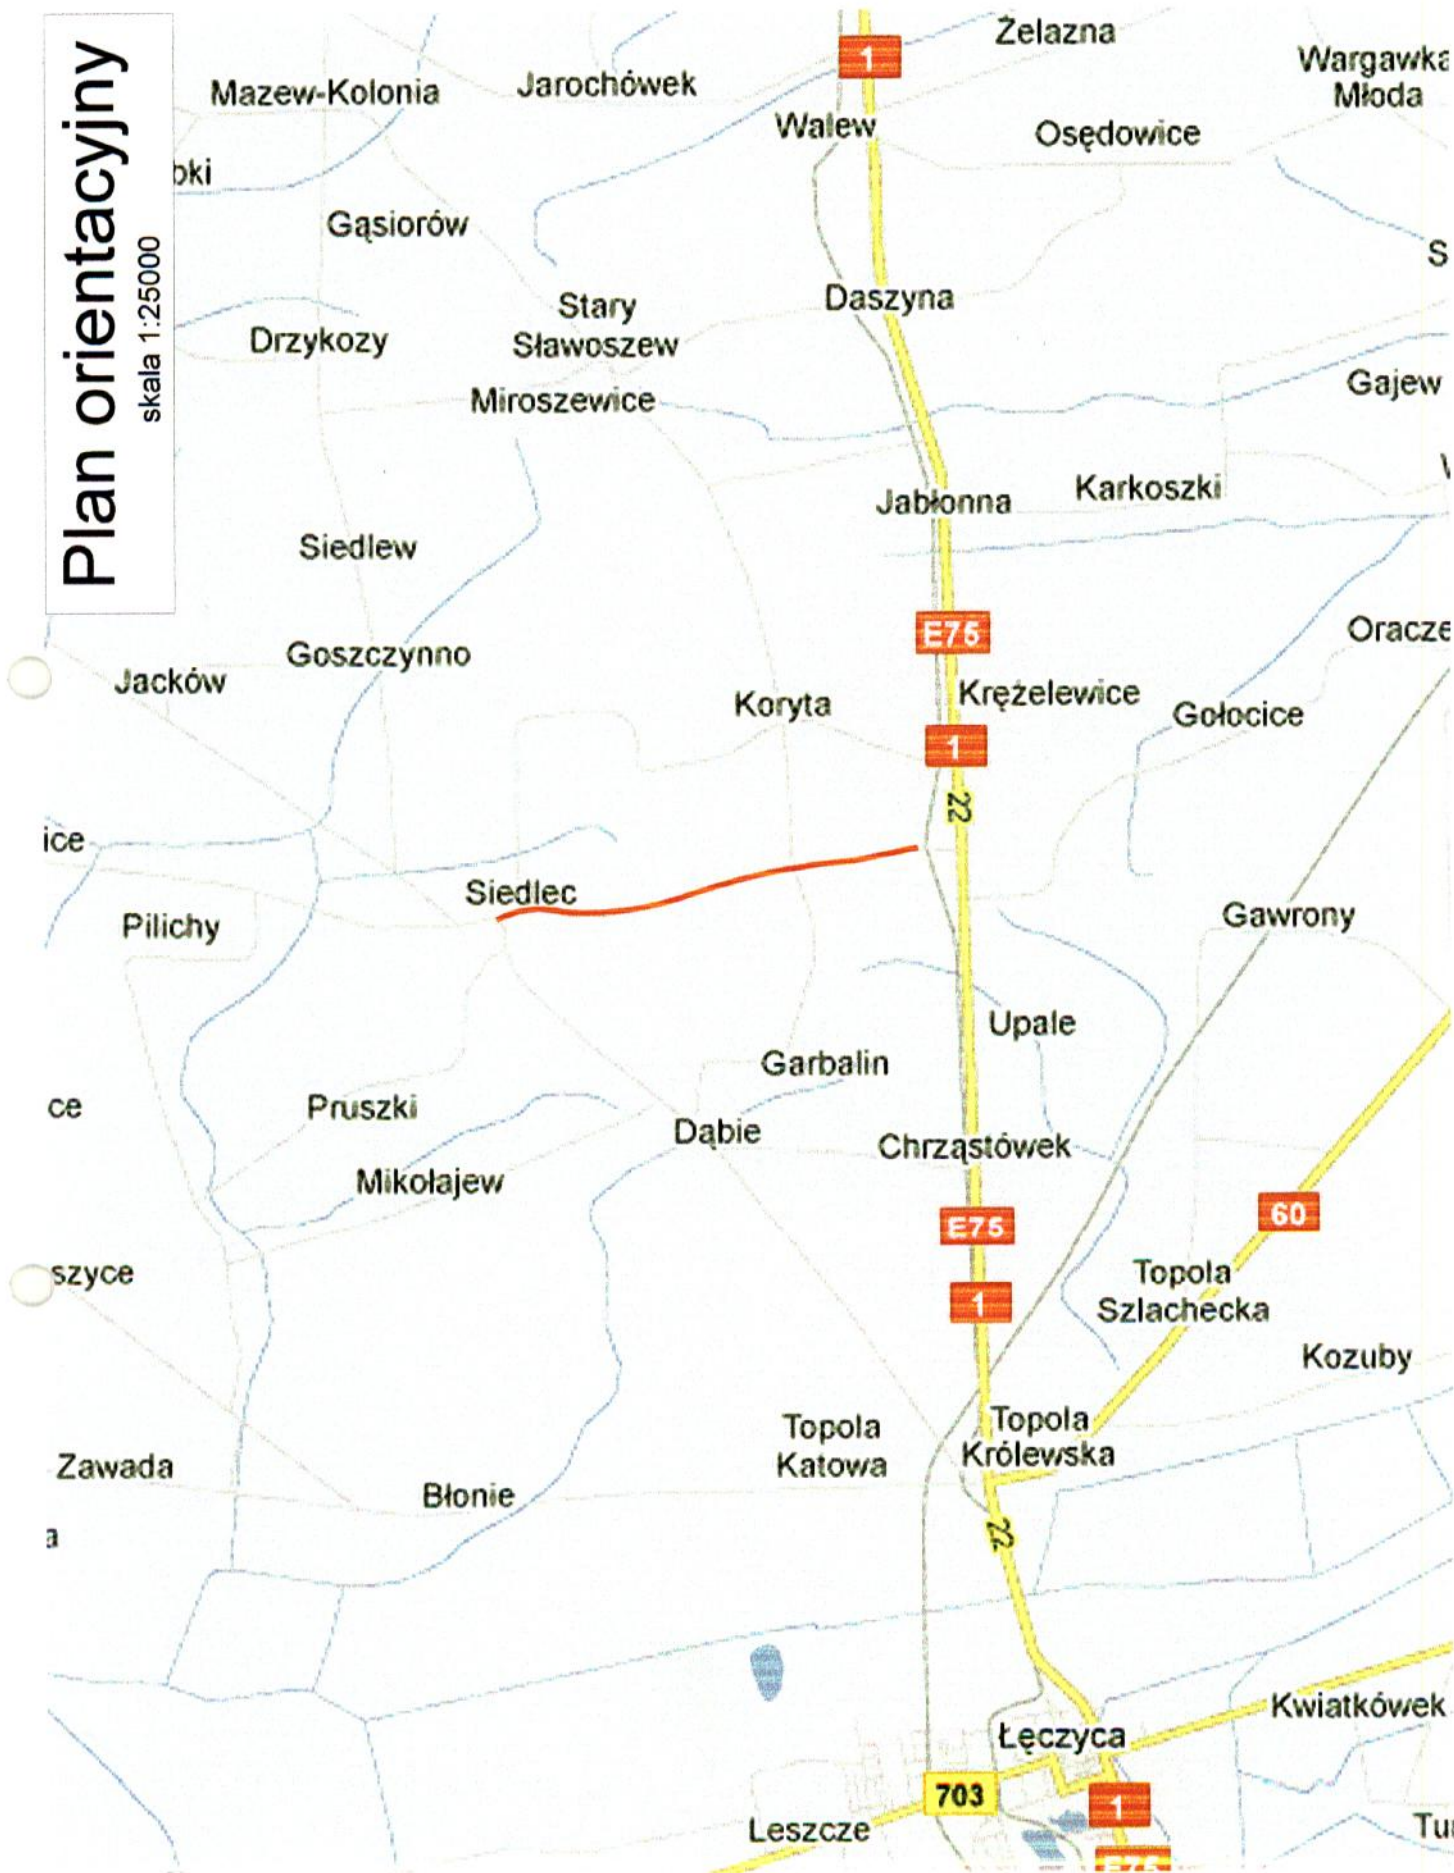 Plan orientacyjny
skala 1:25000
1
Żelazna
Wargawka
Młoda
Mazew-Kolonia
Jarochówek
Walew
Osędowice
bki
Gąsiorów
S
Daszyna
Stary
Sławoszew
Drzykozy
Gajew
Miroszewice
Jabłonna
Karkoszki
Siedlew
E75
Oracze
Goszczynno
Jacków
Krężelewice
Koryta
Gołocice
1
22
ice
Siedlec
Pilichy
Gawrony
Upale
Garbalin
ce
Pruszki
Dąbie
Chrząstówek
Mikołajew
E75
60
szyce
Topola
Szlachecka
1
Kozuby
Topola
Katowa
Topola
Królewska
Zawada
Błonie
a
22
Kwiatkówek
Łęczyca
703
1
Leszcze
Tu
E75